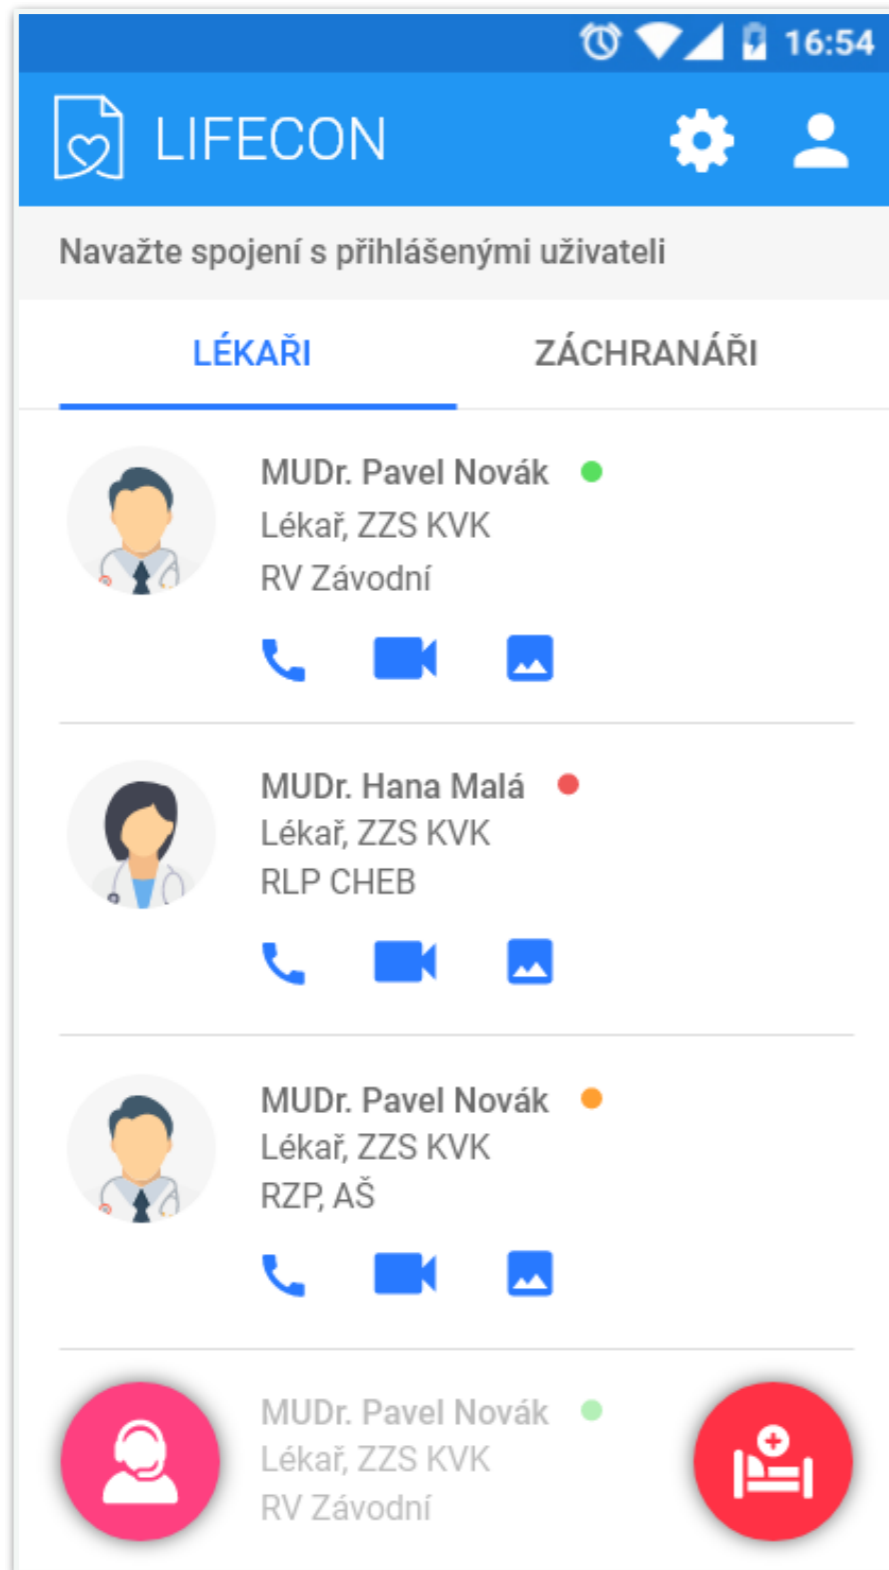 16:54
LIFECON
Navažte spojení s přihlášenými uživateli
LÉKAŘI ZÁCHRANÁŘI
MUDr. Pavel Novák
Lékař, ZZS KVK
RV Závodní
MUDr. Hana Malá
Lékař, ZZS KVK
RLP CHEB
MUDr. Pavel Novák
Lékař, ZZS KVK
RZP, AŠ
MUDr. Pavel Novák
Lékař, ZZS KVK
RV Závodní